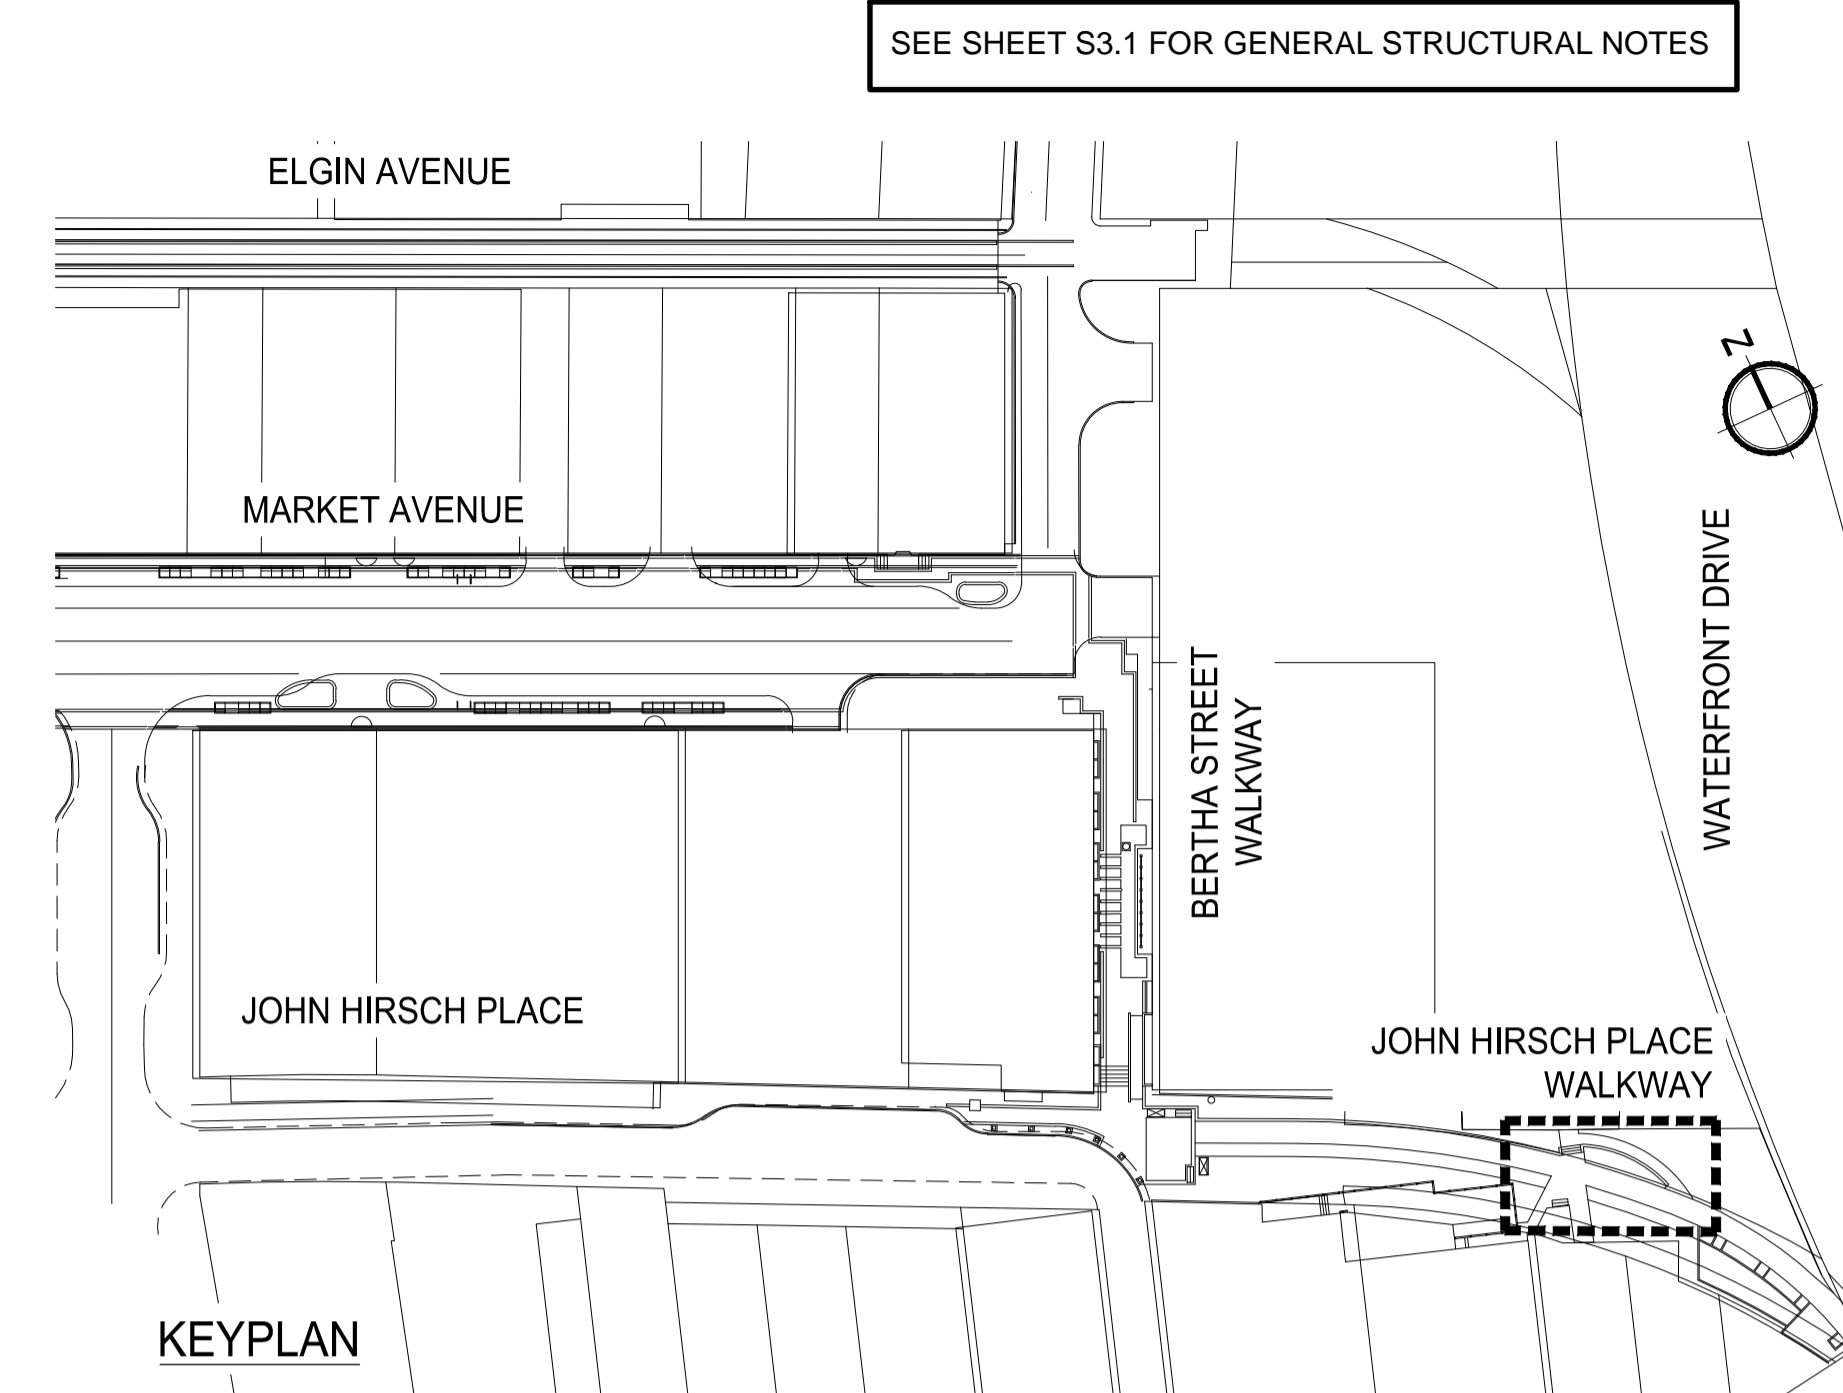 SEE SHEET S3.1 FOR GENERAL STRUCTURAL NOTES
ELGIN AVENUE
N
MARKET AVENUE
WATERFRONT DRIVE
BERTHA STREET
WALKWAY
JOHN HIRSCH PLACE
JOHN HIRSCH PLACE
WALKWAY
KEYPLAN